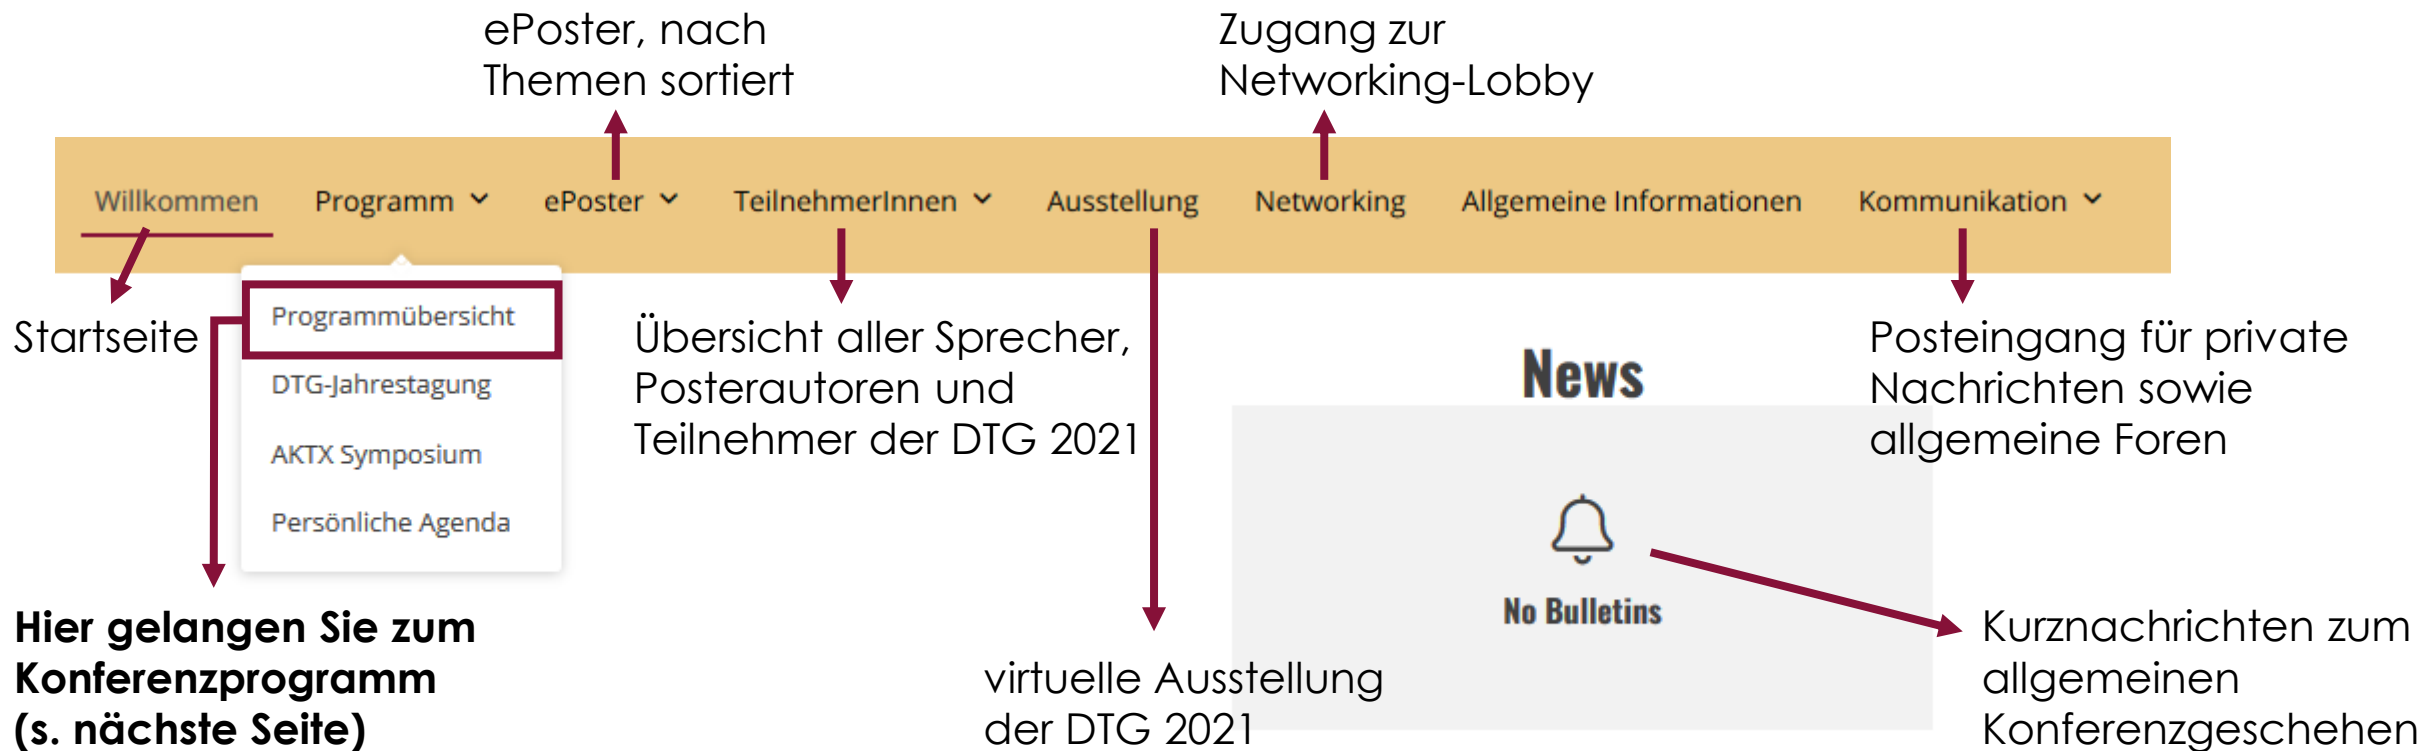 ePoster, nach
Themen sortiert
Zugang zur
Networking-Lobby
Willkommen Programm ePoster TeilnehmerInnen Ausstellung Networking Allgemeine Informationen Kommunikation
Startseite
Programmübersicht
DTG-Jahrestagung
AKTX Symposium
Persönliche Agenda
Übersicht aller Sprecher,
Posterautoren und
Teilnehmer der DTG 2021
News
No Bulletins
Posteingang für private
Nachrichten sowie
allgemeine Foren
Hier gelangen Sie zum
Konferenzprogramm
(s. nächste Seite)
virtuelle Ausstellung
der DTG 2021
Kurznachrichten zum
allgemeinen
Konferenzgeschehen